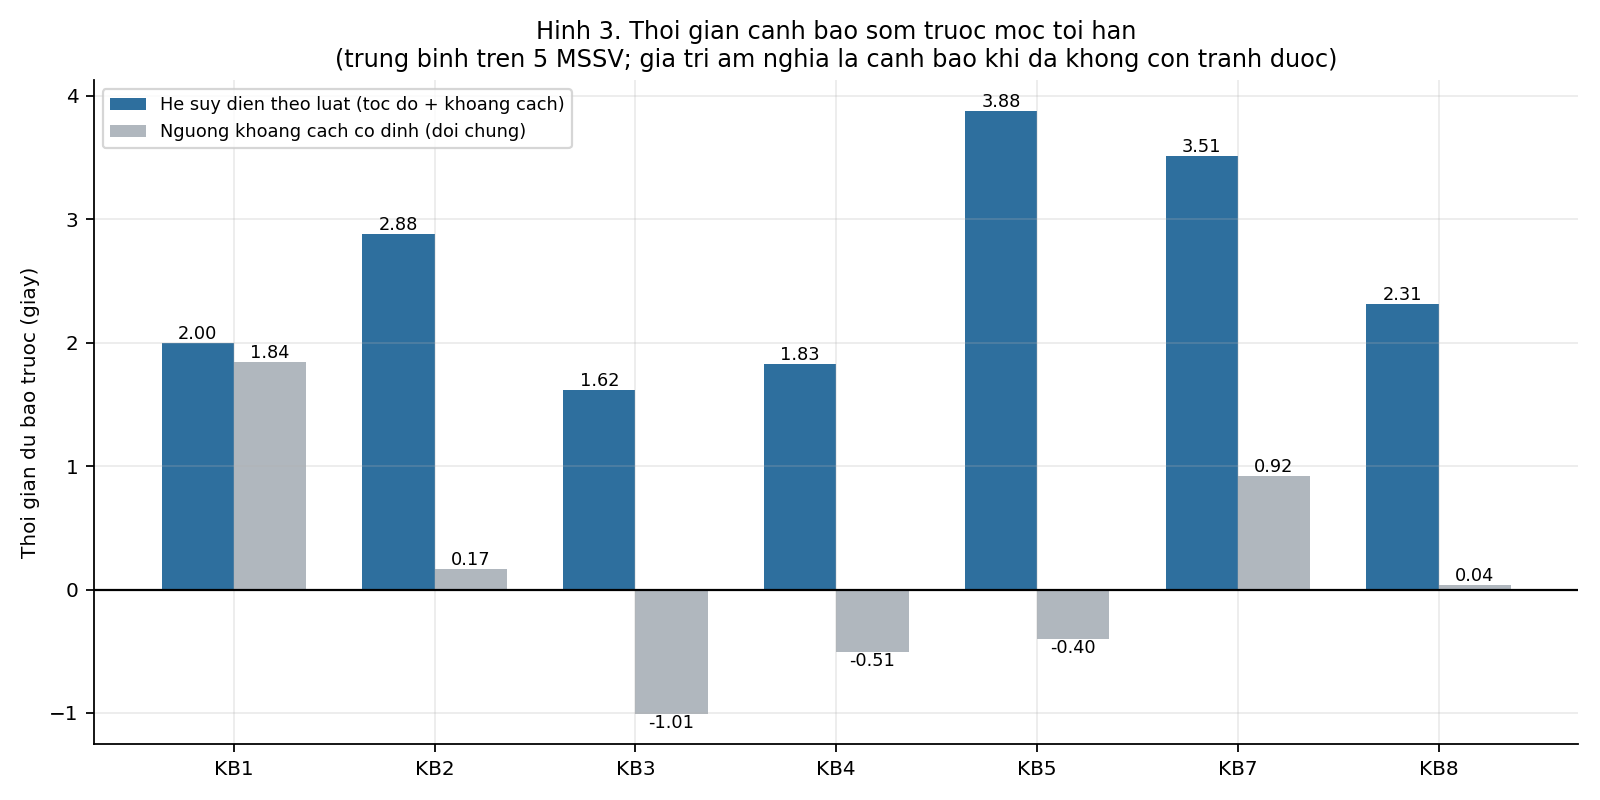 Hinh 3. Thoi gian canh bao som truoc moc toi han
(trung binh tren 5 MSSV; gia tri am nghia la canh bao khi da khong con tranh duoc)
He suy dien theo luat (toc do + khoang cach)
Nguong khoang cach co dinh (doi chung)
Thoi gian du bao truoc (giay)
4
3
2
1
0
−1
2.00
1.84
2.88
0.17
1.62
-1.01
1.83
-0.51
3.88
-0.40
3.51
0.92
2.31
0.04
KB1
KB2
KB3
KB4
KB5
KB7
KB8